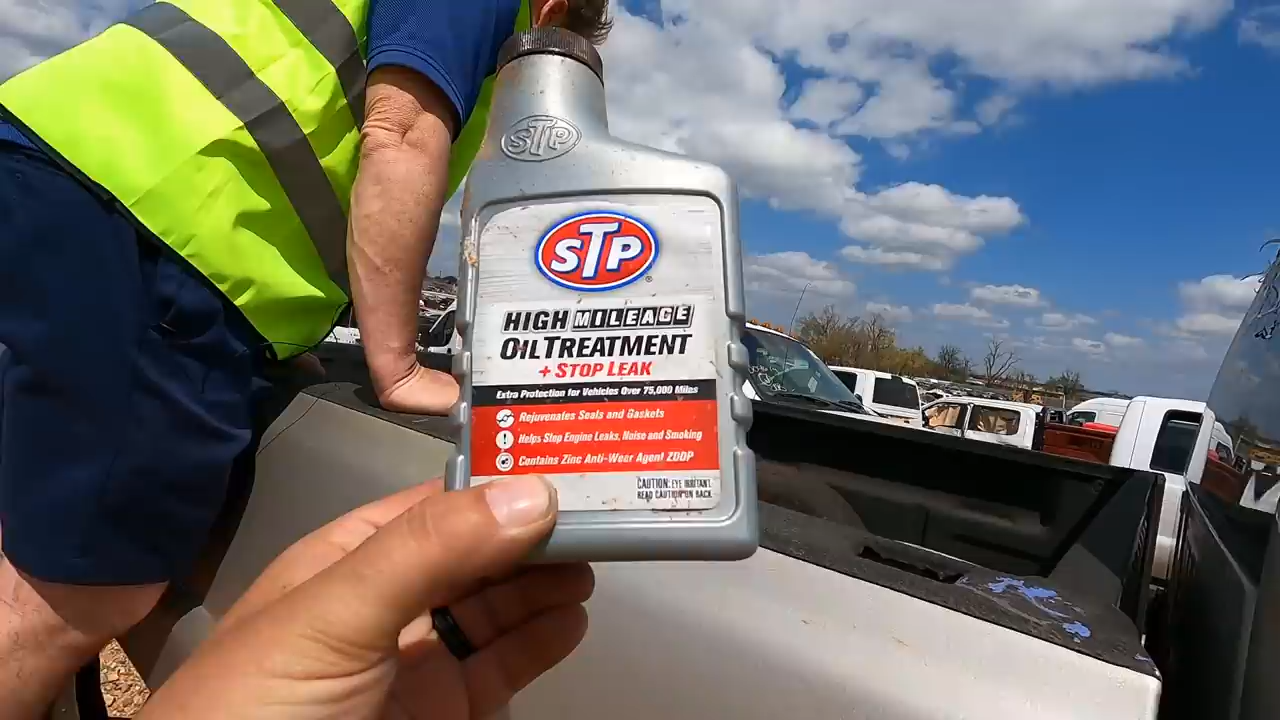 STP
STP
HIGH MILEAGE
OIL TREATMENT
+ STOP LEAK
Extra Protection for Vehicles Over 75,000 Miles
Rejuvenates Seals and Gaskets
Helps Stop Engine Leaks, Noise and Smoking
Contains Zinc Anti-Wear Agent ZDDP
CAUTION: EYE IRRITANT.
READ CAUTION ON BACK.